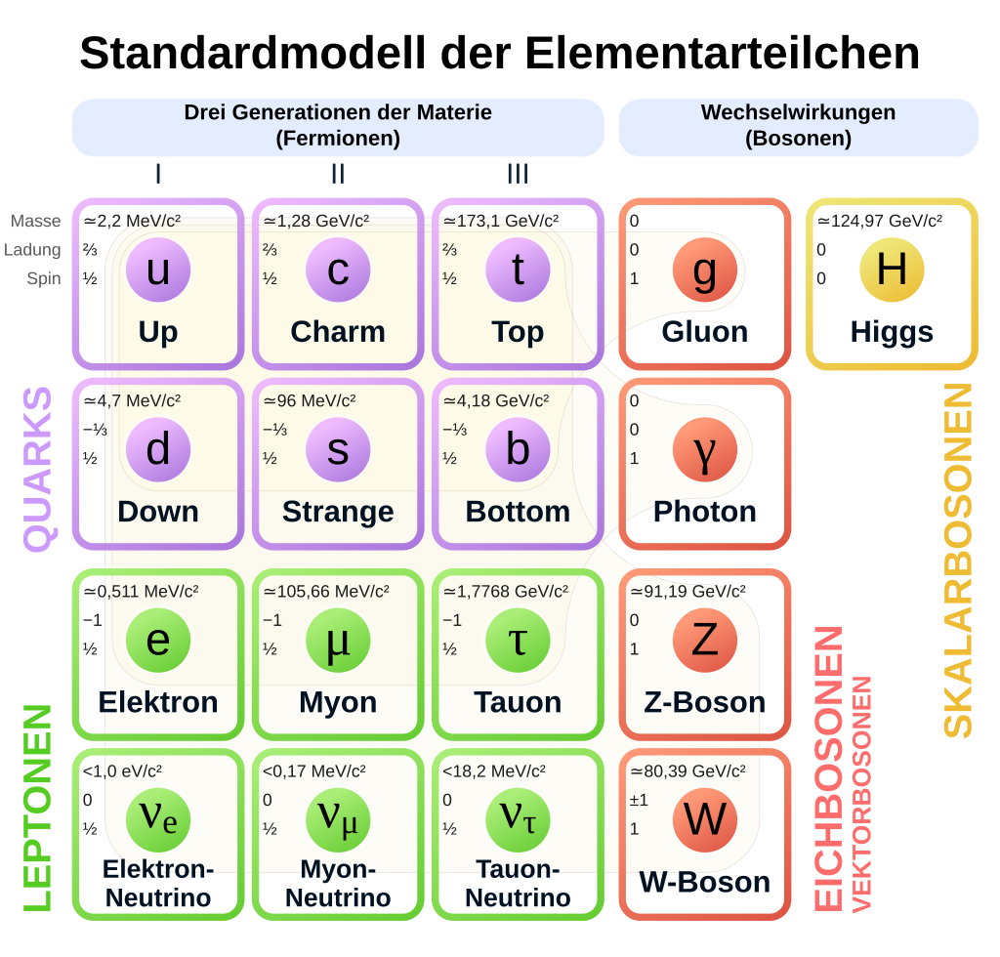 Standardmodell der Elementarteilchen
Drei Generationen der Materie
(Fermionen)
Wechselwirkungen
(Bosonen)
I
II
III
Masse
Ladung
Spin
≃2,2 MeV/c²
⅔
½
u
Up
≃1,28 GeV/c²
⅔
½
c
Charm
≃173,1 GeV/c²
⅔
½
t
Top
0
0
1
g
Gluon
≃124,97 GeV/c²
0
0
H
Higgs
QUARKS
≃4,7 MeV/c²
−⅓
½
d
Down
≃96 MeV/c²
−⅓
½
s
Strange
≃4,18 GeV/c²
−⅓
½
b
Bottom
0
0
1
γ
Photon
SKALARBOSONEN
≃0,511 MeV/c²
−1
½
e
Elektron
≃105,66 MeV/c²
−1
½
μ
Myon
≃1,7768 GeV/c²
−1
½
τ
Tauon
≃91,19 GeV/c²
0
1
Z
Z-Boson
LEPTONEN
<1,0 eV/c²
0
½
νe
Elektron-
Neutrino
<0,17 MeV/c²
0
½
νμ
Myon-
Neutrino
<18,2 MeV/c²
0
½
ντ
Tauon-
Neutrino
≃80,39 GeV/c²
±1
1
W
W-Boson
EICHBOSONEN
VEKTORBOSONEN